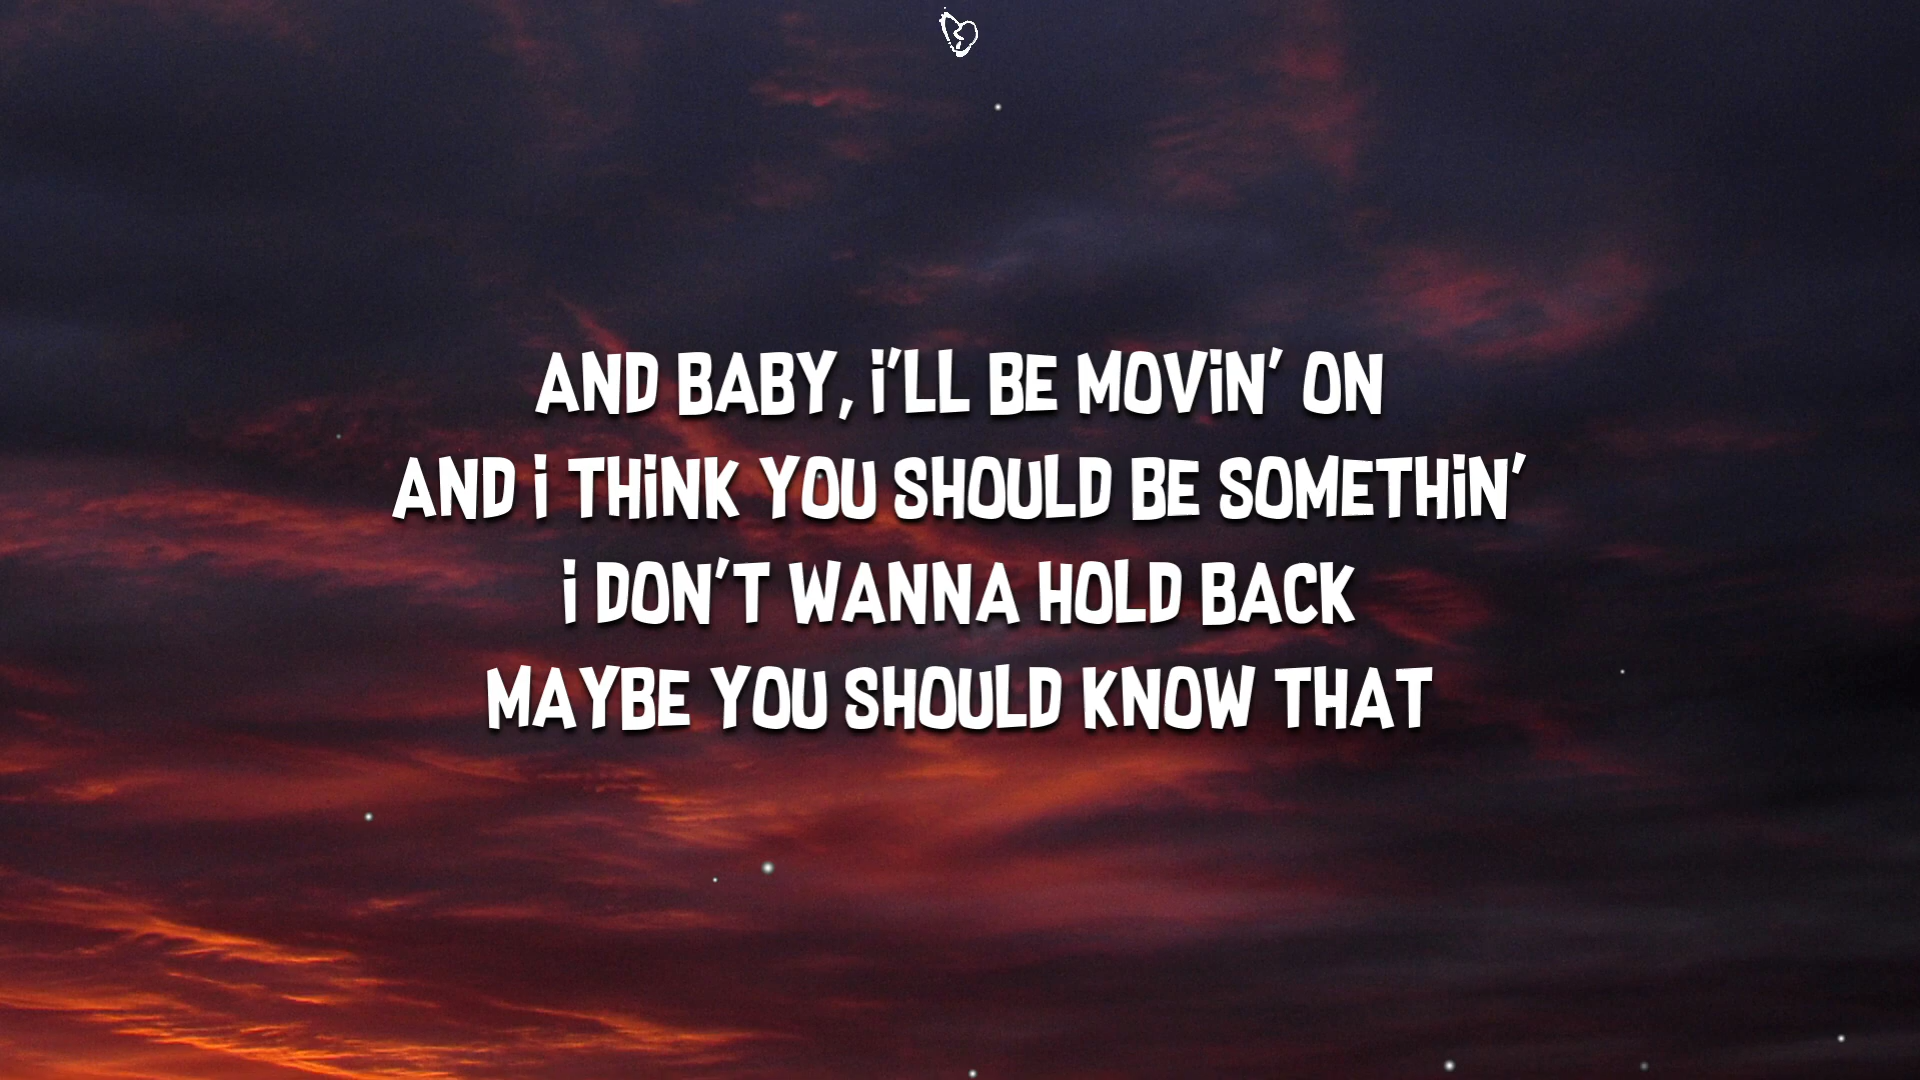 AND BABY, i'LL BE MOViN' ON
AND i THiNK YOU SHOULD BE SOMETHiN'
i DON'T WANNA HOLD BACK
MAYBE YOU SHOULD KNOW THAT